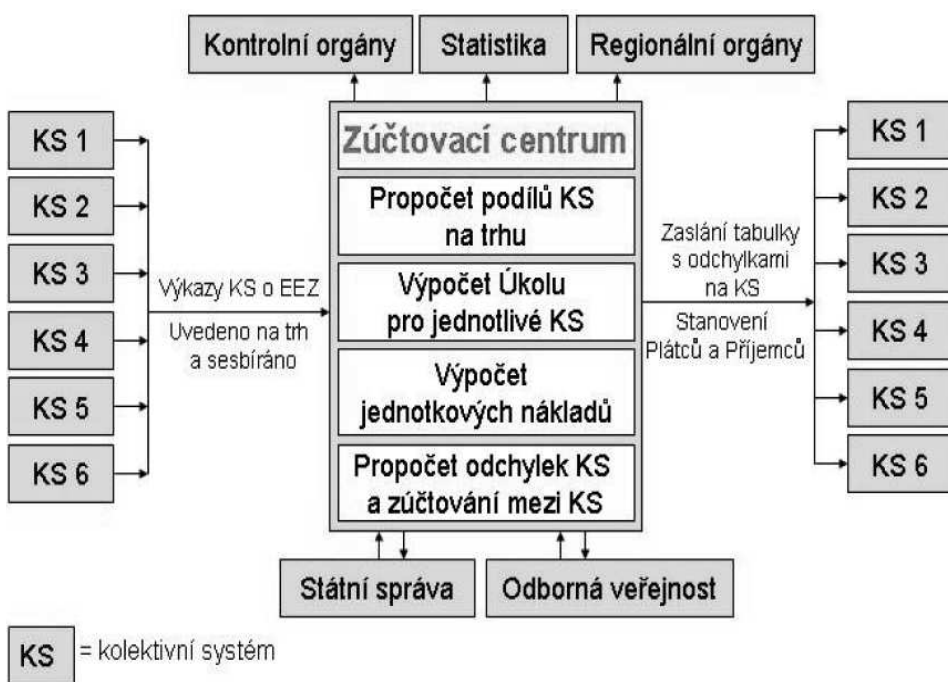 Kontrolní orgány
Statistika
Regionální orgány
KS 1
KS 2
KS 3
KS 4
KS 5
KS 6
Výkazy KS o EEZ
Uvedeno na trh
a sesbíráno
Zúčtovací centrum
Propočet podílů KS
na trhu
Výpočet Úkolu
pro jednotlivé KS
Výpočet
jednotkových nákladů
Propočet odchylek KS
a zúčtování mezi KS
Zaslání tabulky
s odchylkami
na KS
Stanovení
Plátců a Příjemců
KS 1
KS 2
KS 3
KS 4
KS 5
KS 6
Státní správa
Odborná veřejnost
KS = kolektivní systém